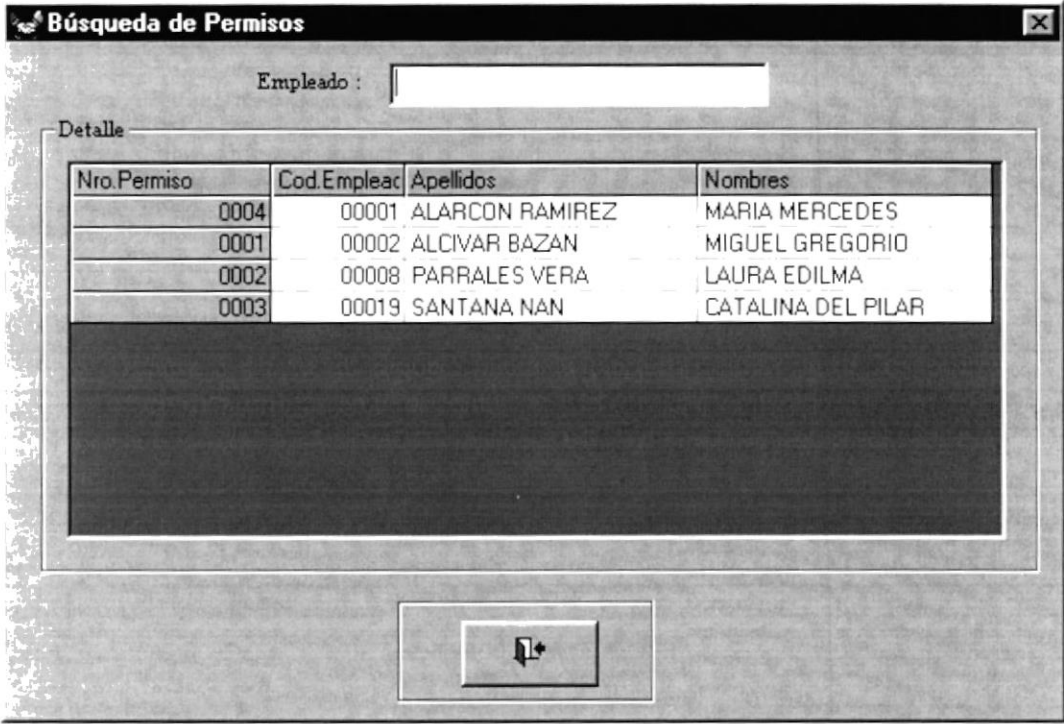 Búsqueda de Permisos
Empleado :
Detalle
Nro.Permiso Cod.Empleac Apellidos Nombres
0004 00001 ALARCON RAMIREZ MARIA MERCEDES
0001 00002 ALCIVAR BAZAN MIGUEL GREGORIO
0002 00008 PARRALES VERA LAURA EDILMA
0003 00019 SANTANA NAN CATALINA DEL PILAR